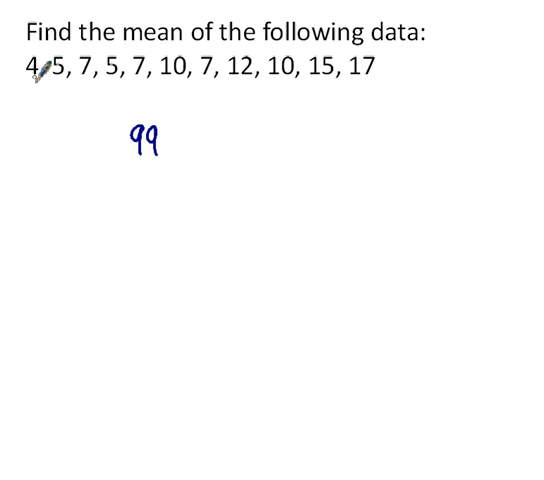 Find the mean of the following data:
4, 5, 7, 5, 7, 10, 7, 12, 10, 15, 17
99